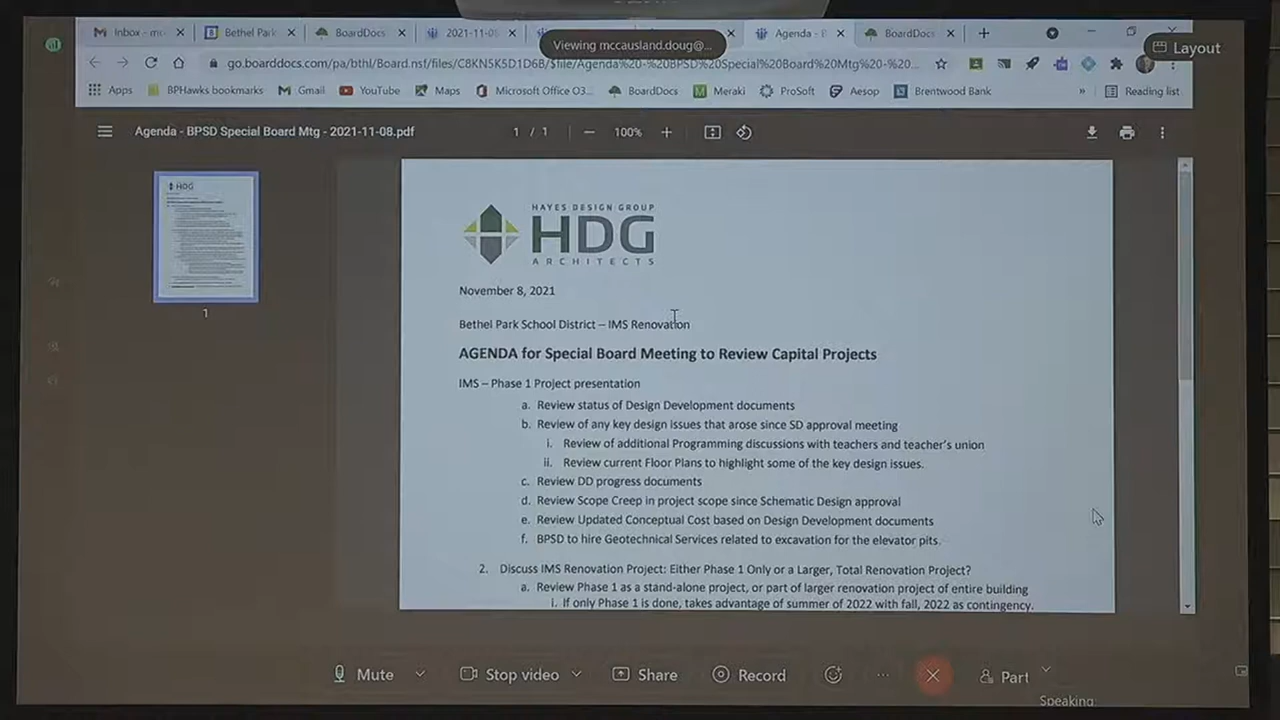 Inbox - mc
Bethel Park
BoardDocs
2021-11-08
Agenda - B
BoardDocs
Viewing mccausland.doug@...
Layout
go.boarddocs.com/pa/bthl/Board.nsf/files/C8KN5K5D1D6B/$file/Agenda%20-%20BPSD%20Special%20Board%20Mtg%20-%20...
Apps
BPHawks bookmarks
Gmail
YouTube
Maps
Microsoft Office O3...
BoardDocs
Meraki
ProSoft
Aesop
Brentwood Bank
»
Reading list
Agenda - BPSD Special Board Mtg - 2021-11-08.pdf
1 / 1
100%
HDG
1
HAYES DESIGN GROUP
HDG
ARCHITECTS
November 8, 2021
Bethel Park School District – IMS Renovation
AGENDA for Special Board Meeting to Review Capital Projects
IMS – Phase 1 Project presentation
a. Review status of Design Development documents
b. Review of any key design issues that arose since SD approval meeting
i. Review of additional Programming discussions with teachers and teacher's union
ii. Review current Floor Plans to highlight some of the key design issues.
c. Review DD progress documents
d. Review Scope Creep in project scope since Schematic Design approval
e. Review Updated Conceptual Cost based on Design Development documents
f. BPSD to hire Geotechnical Services related to excavation for the elevator pits.
2. Discuss IMS Renovation Project: Either Phase 1 Only or a Larger, Total Renovation Project?
a. Review Phase 1 as a stand-alone project, or part of larger renovation project of entire building
i. If only Phase 1 is done, takes advantage of summer of 2022 with fall, 2022 as contingency.
Mute
Stop video
Share
Record
Part
Speaking: